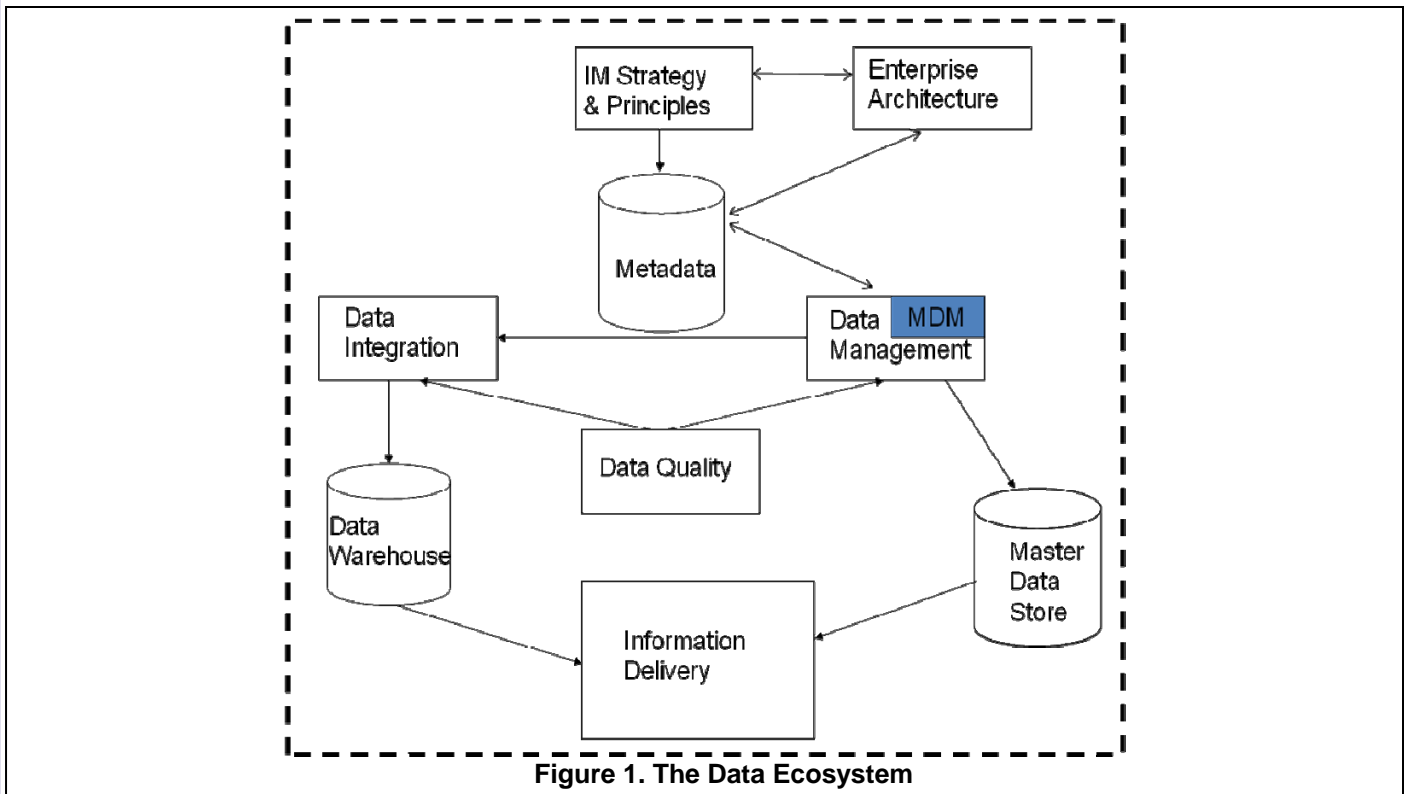 IM Strategy
& Principles
Enterprise
Architecture
Metadata
Data
Integration
Data MDM
Management
Data Quality
Data
Warehouse
Master
Data
Store
Information
Delivery
Figure 1. The Data Ecosystem